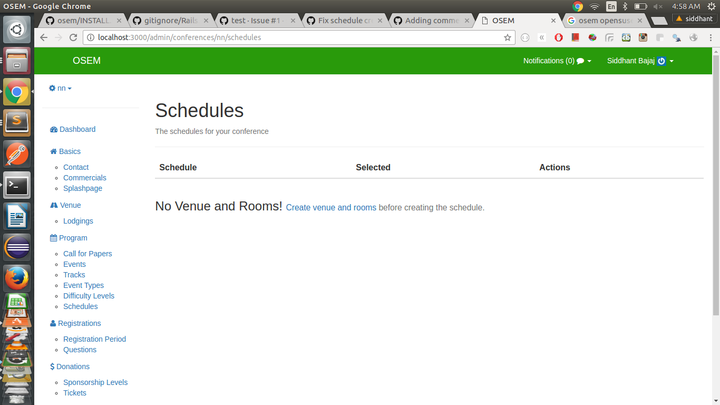 OSEM - Google Chrome
En
4:58 AM
osem/INSTALL
gitignore/Rails
test · Issue #1
Fix schedule cr
Adding comme
OSEM
osem opensus
siddhant
localhost:3000/admin/conferences/nn/schedules
OSEM
Notifications (0)
Siddhant Bajaj
nn
Dashboard
Basics
Contact
Commercials
Splashpage
Venue
Lodgings
Program
Call for Papers
Events
Tracks
Event Types
Difficulty Levels
Schedules
Registrations
Registration Period
Questions
$ Donations
Sponsorship Levels
Tickets
Schedules
The schedules for your conference
Schedule Selected Actions
No Venue and Rooms! Create venue and rooms before creating the schedule.